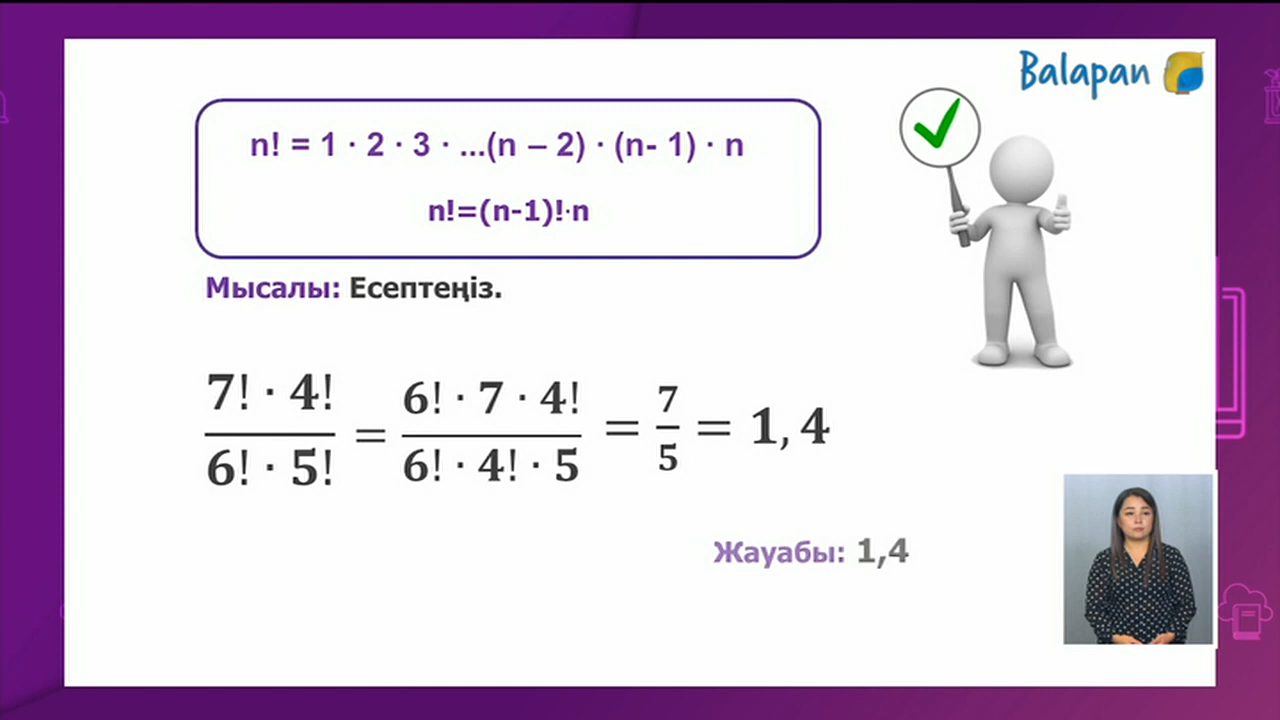 Balapan
n! = 1 · 2 · 3 · ...(n – 2) · (n- 1) · n
n!=(n-1)!·n
Мысалы: Есептеңіз.
7! · 4! / 6! · 5! = 6! · 7 · 4! / 6! · 4! · 5 = 7/5 = 1, 4
Жауабы: 1,4